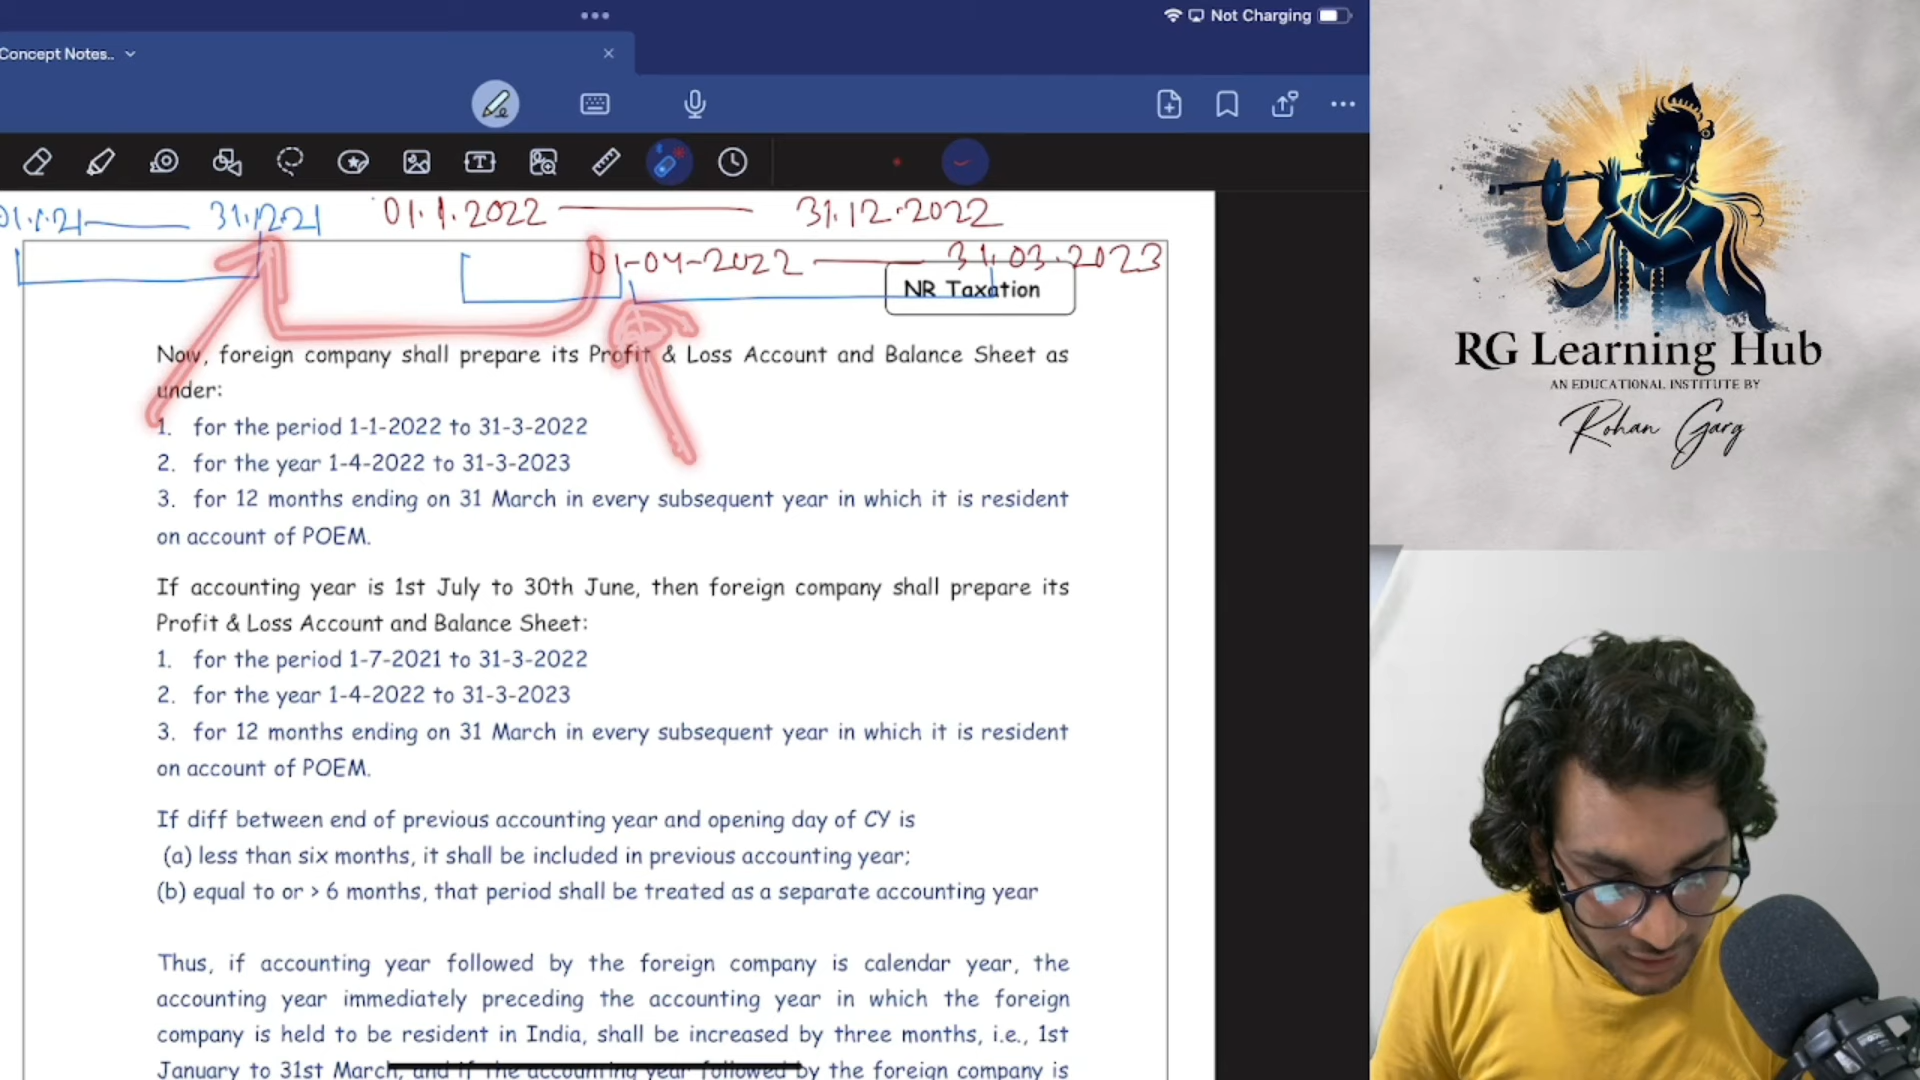 Not Charging
Concept Notes..
01.1.21 31.12.21 01.1.2022 31.12.2022
01-04-2022 31.03.2023
NR Taxation
Now, foreign company shall prepare its Profit & Loss Account and Balance Sheet as
under:
1. for the period 1-1-2022 to 31-3-2022
2. for the year 1-4-2022 to 31-3-2023
3. for 12 months ending on 31 March in every subsequent year in which it is resident
on account of POEM.
If accounting year is 1st July to 30th June, then foreign company shall prepare its
Profit & Loss Account and Balance Sheet:
1. for the period 1-7-2021 to 31-3-2022
2. for the year 1-4-2022 to 31-3-2023
3. for 12 months ending on 31 March in every subsequent year in which it is resident
on account of POEM.
If diff between end of previous accounting year and opening day of CY is
(a) less than six months, it shall be included in previous accounting year;
(b) equal to or > 6 months, that period shall be treated as a separate accounting year
Thus, if accounting year followed by the foreign company is calendar year, the
accounting year immediately preceding the accounting year in which the foreign
company is held to be resident in India, shall be increased by three months, i.e., 1st
January to 31st March, and if the accounting year followed by the foreign company is
RG Learning Hub
AN EDUCATIONAL INSTITUTE BY
Rohan Garg